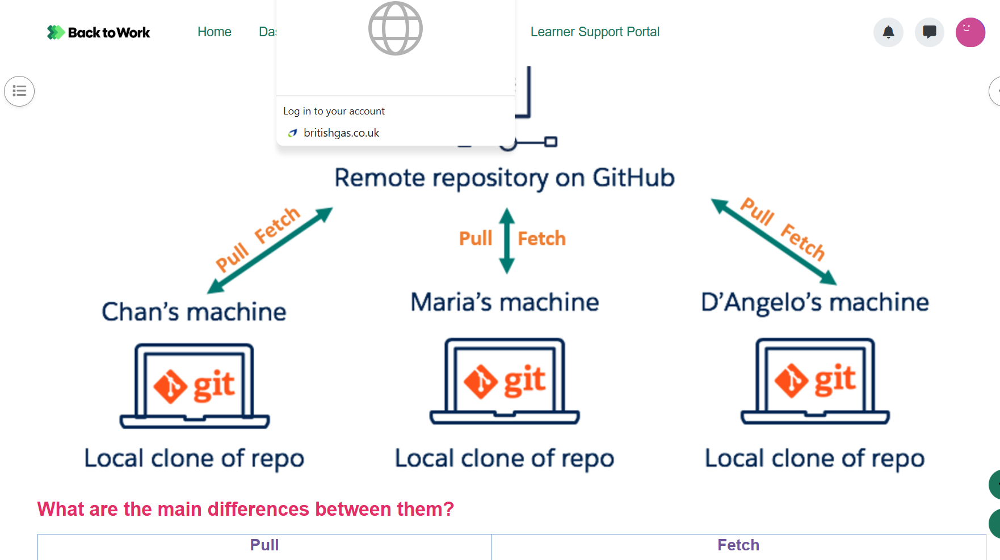 Back to Work
Home
Learner Support Portal
Log in to your account
britishgas.co.uk
Remote repository on GitHub
Pull Fetch
Pull Fetch
Pull Fetch
Chan's machine
Maria's machine
D'Angelo's machine
git
git
git
Local clone of repo
Local clone of repo
Local clone of repo
What are the main differences between them?
Pull
Fetch